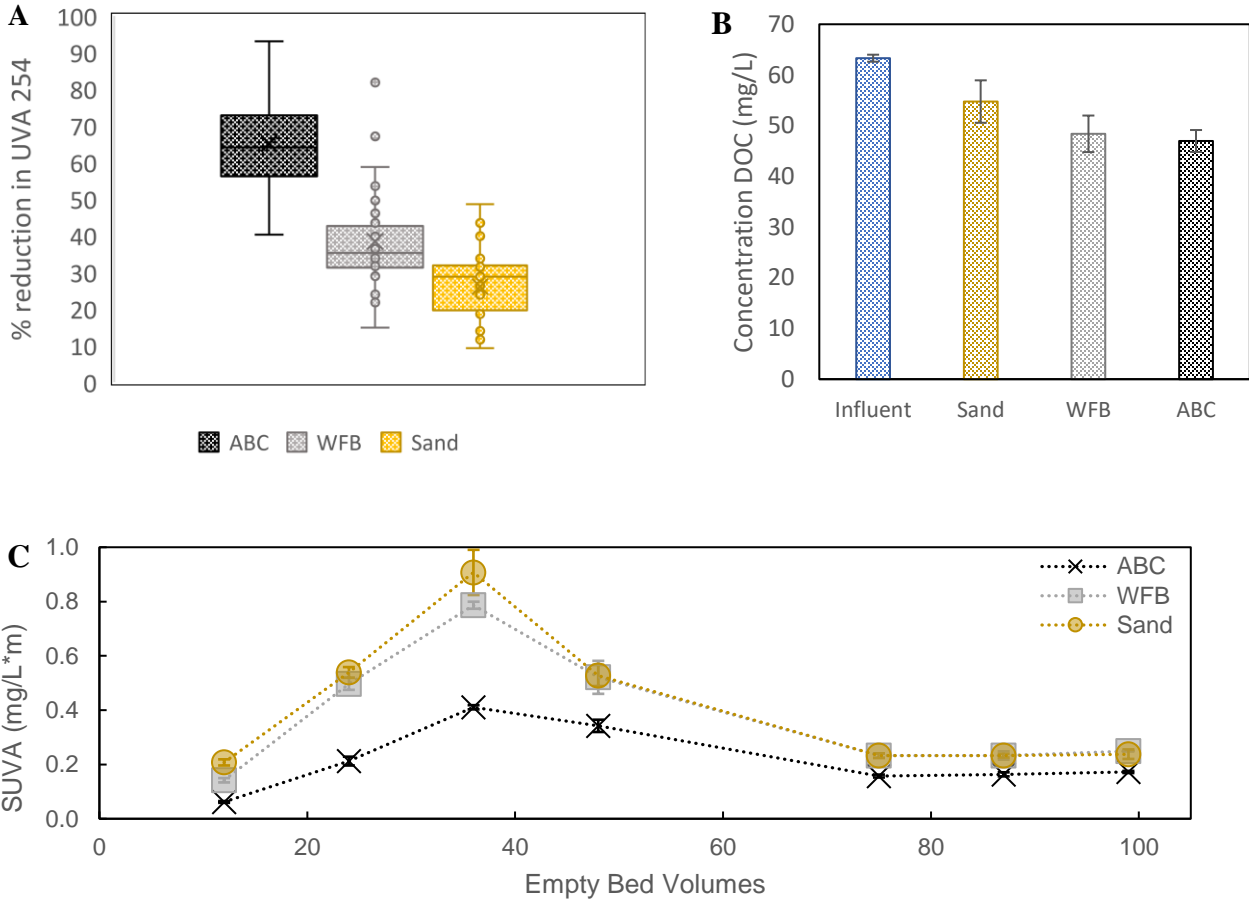 A
% reduction in UVA 254
100
90
80
70
60
50
40
30
20
10
0
ABC WFB Sand
B
Concentration DOC (mg/L)
70
60
50
40
30
20
10
0
Influent Sand WFB ABC
C
SUVA (mg/L*m)
1.0
0.8
0.6
0.4
0.2
0.0
ABC
WFB
Sand
0 20 40 60 80 100
Empty Bed Volumes